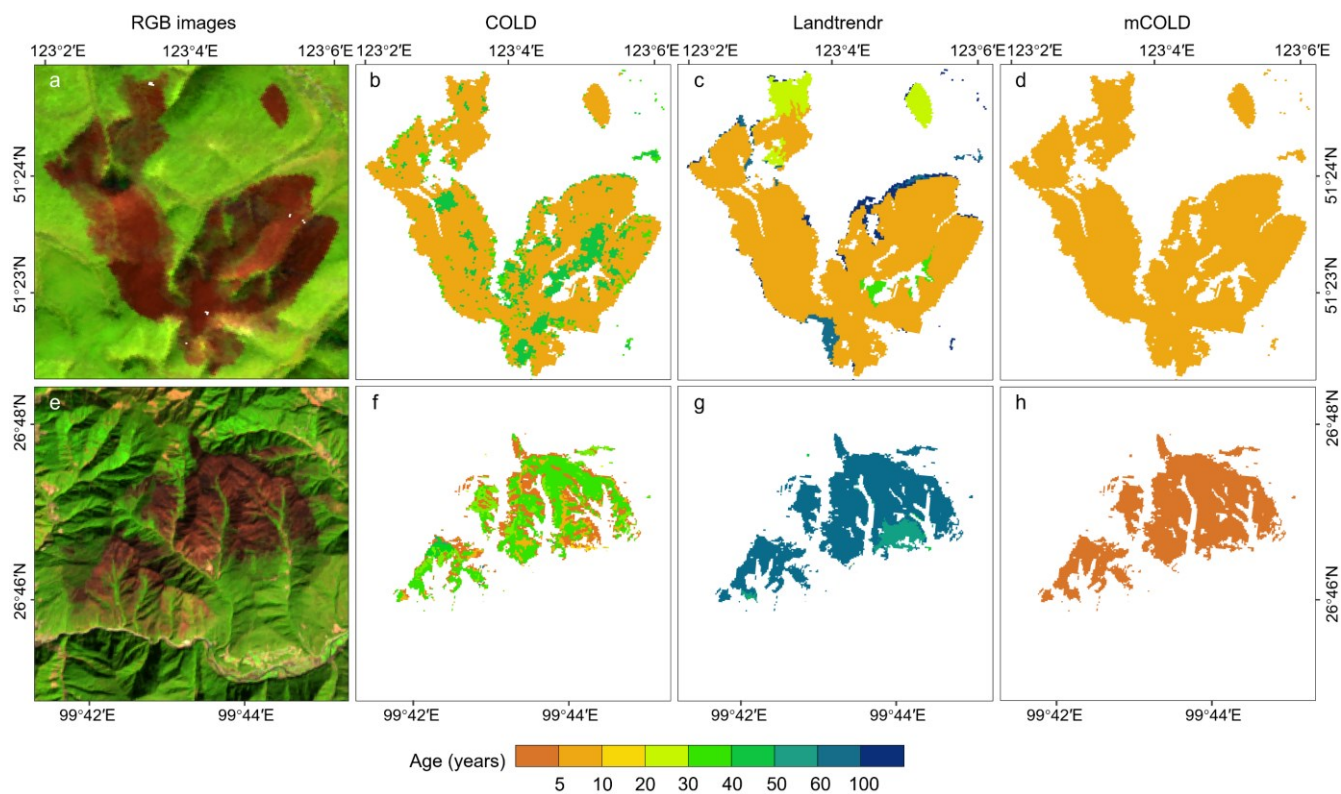 RGB images COLD Landtrendr mCOLD
123°2′E 123°4′E 123°6′E 123°2′E 123°4′E 123°6′E 123°2′E 123°4′E 123°6′E 123°2′E 123°4′E 123°6′E
a b c d
51°24′N 51°24′N
51°23′N 51°23′N
e f g h
26°48′N 26°48′N
26°46′N 26°46′N
99°42′E 99°44′E 99°42′E 99°44′E 99°42′E 99°44′E 99°42′E 99°44′E
Age (years)
5 10 20 30 40 50 60 100